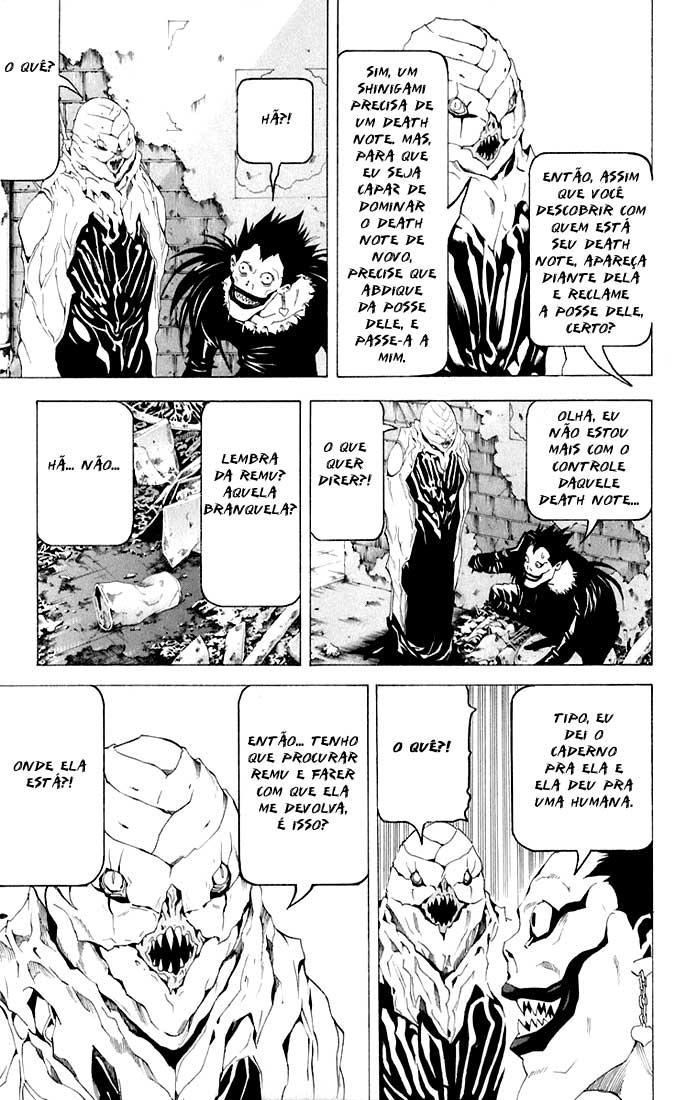 ENTÃO, ASSIM
QUE VOCÊ
DESCOBRIR COM
QUEM ESTÁ
SEU DEATH
NOTE, APAREÇA
DIANTE DELA
E RECLAME
A POSSE DELE,
CERTO?
SIM, UM
SHINIGAMI
PRECISA DE
UM DEATH
NOTE. MAS,
PARA QUE
EU SEJA
CAPAZ DE
DOMINAR
O DEATH
NOTE DE
NOVO,
PRECISE QUE
ABDIQUE
DA POSSE
DELE, E
PASSE-A A
MIM.
HÃ?!
O QUÊ?
OLHA, EU
NÃO ESTOU
MAIS COM O
CONTROLE
DAQUELE
DEATH NOTE...
O QUE
QUER
DIZER?!
LEMBRA
DA REMU?
AQUELA
BRANQUELA?
HÃ... NÃO...
TIPO, EU
DEI O
CADERNO
PRA ELA E
ELA DEU PRA
UMA HUMANA.
O QUÊ?!
ENTÃO... TENHO
QUE PROCURAR
REMU E FAZER
COM QUE ELA
ME DEVOLVA,
É ISSO?
ONDE ELA
ESTÁ?!